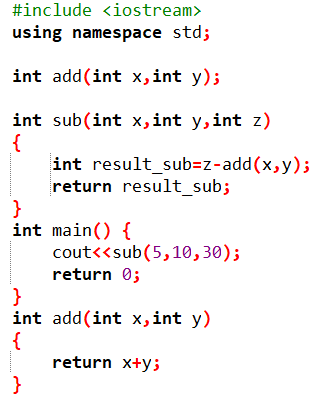 #include <iostream>
using namespace std;
int add(int x,int y);
int sub(int x,int y,int z)
{
int result_sub=z-add(x,y);
return result_sub;
}
int main() {
cout<<sub(5,10,30);
return 0;
}
int add(int x,int y)
{
return x+y;
}